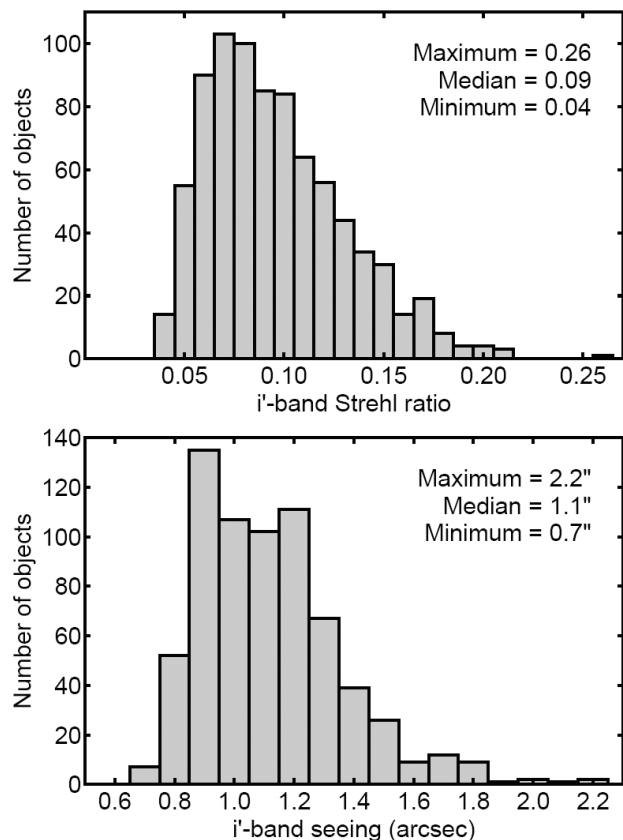 100
80
60
40
20
0
Number of objects
Maximum = 0.26
Median = 0.09
Minimum = 0.04
0.05 0.10 0.15 0.20 0.25
i'-band Strehl ratio
140
120
100
80
60
40
20
0
Number of objects
Maximum = 2.2"
Median = 1.1"
Minimum = 0.7"
0.6 0.8 1.0 1.2 1.4 1.6 1.8 2.0 2.2
i'-band seeing (arcsec)